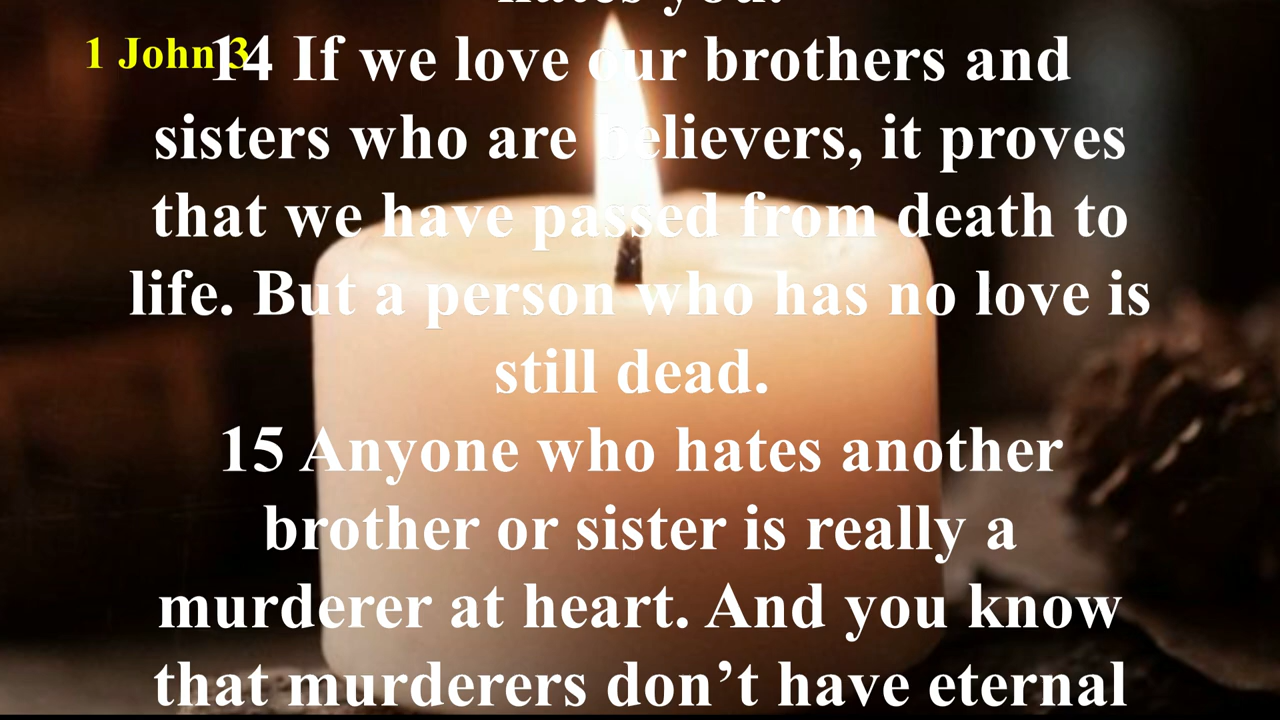 hates you.
1 John 3
14 If we love our brothers and
sisters who are believers, it proves
that we have passed from death to
life. But a person who has no love is
still dead.
15 Anyone who hates another
brother or sister is really a
murderer at heart. And you know
that murderers don’t have eternal